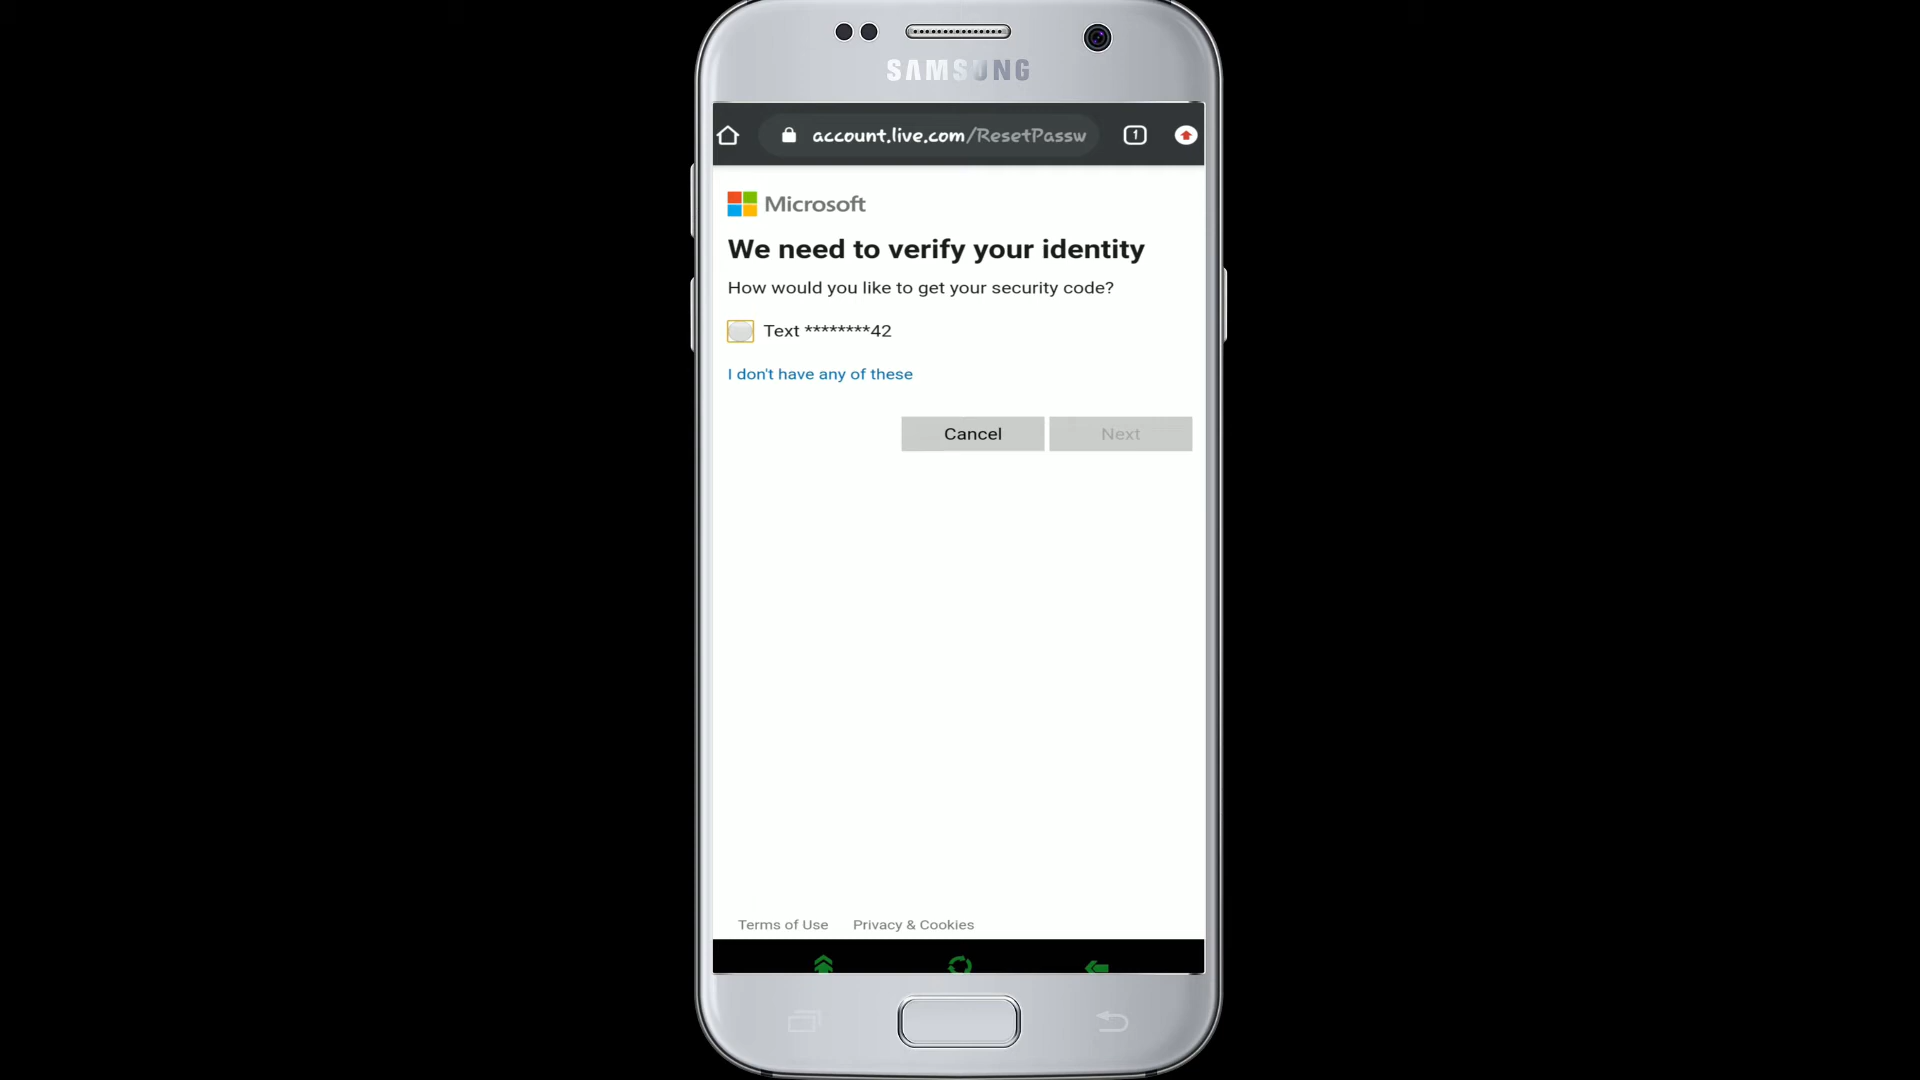 SAMSUNG
account.live.com/ResetPassw
1
Microsoft
We need to verify your identity
How would you like to get your security code?
Text ********42
I don't have any of these
Cancel
Next
Terms of Use
Privacy & Cookies